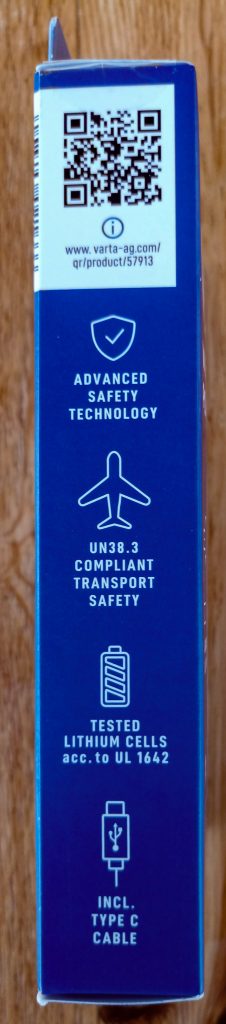 www.varta-ag.com/
qr/product/57913
ADVANCED
SAFETY
TECHNOLOGY
UN38.3
COMPLIANT
TRANSPORT
SAFETY
TESTED
LITHIUM CELLS
acc. to UL 1642
INCL.
TYPE C
CABLE